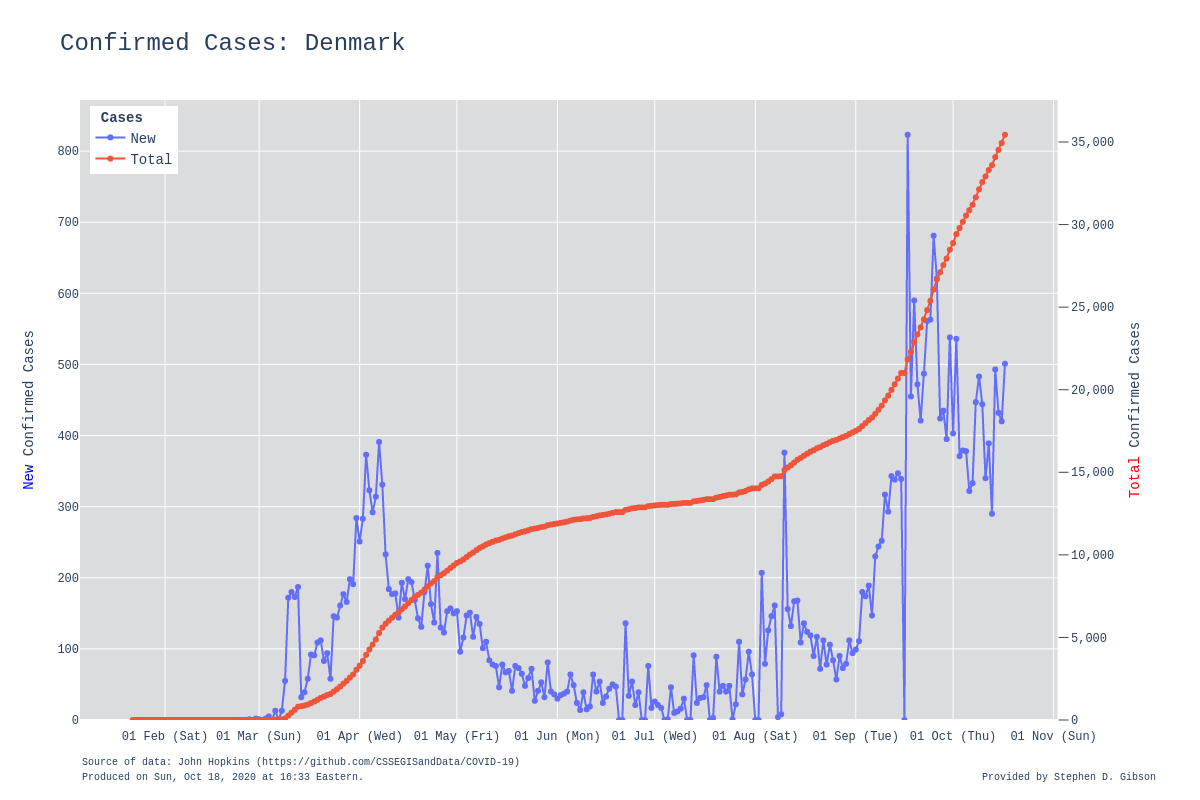 Confirmed Cases: Denmark
Cases
New
Total
800
700
600
500
400
300
200
100
0
New Confirmed Cases
35,000
30,000
25,000
20,000
15,000
10,000
5,000
0
Total Confirmed Cases
01 Feb (Sat) 01 Mar (Sun) 01 Apr (Wed) 01 May (Fri) 01 Jun (Mon) 01 Jul (Wed) 01 Aug (Sat) 01 Sep (Tue) 01 Oct (Thu) 01 Nov (Sun)
Source of data: John Hopkins (https://github.com/CSSEGISandData/COVID-19)
Produced on Sun, Oct 18, 2020 at 16:33 Eastern.
Provided by Stephen D. Gibson